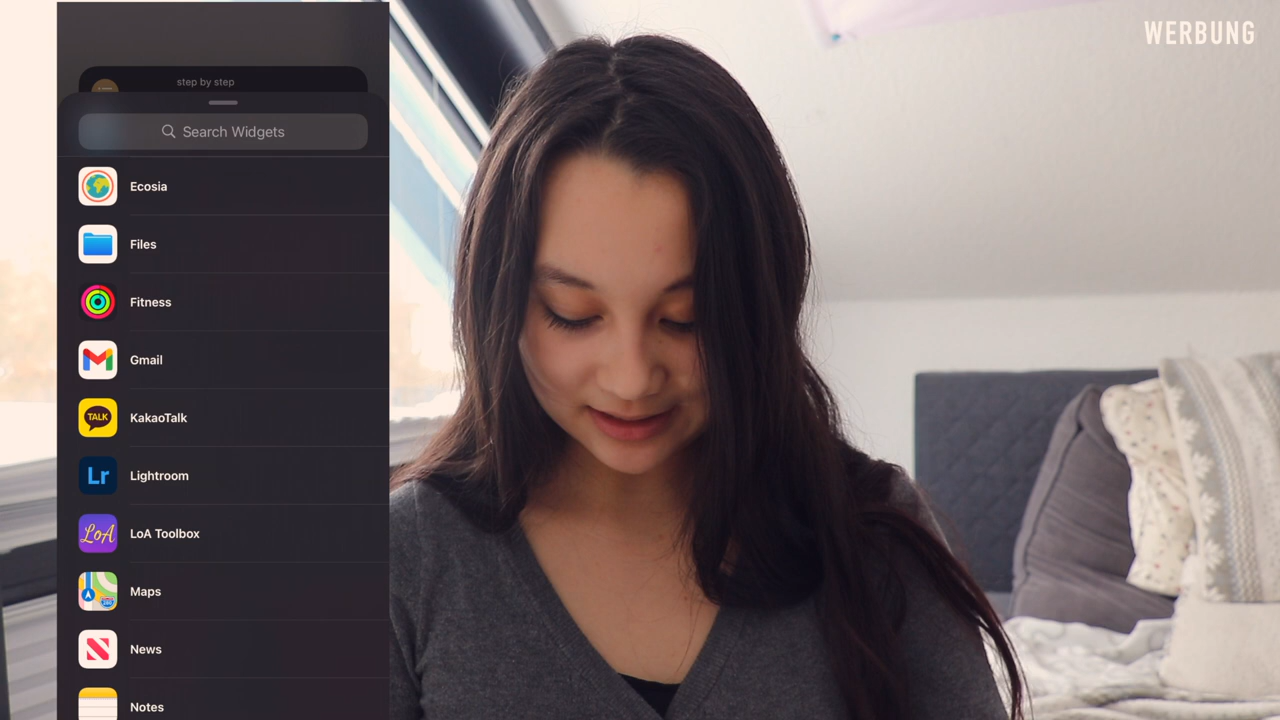 WERBUNG
step by step
Search Widgets
Ecosia
Files
Fitness
Gmail
TALK
KakaoTalk
Lr
Lightroom
LoA
LoA Toolbox
280
Maps
News
Notes